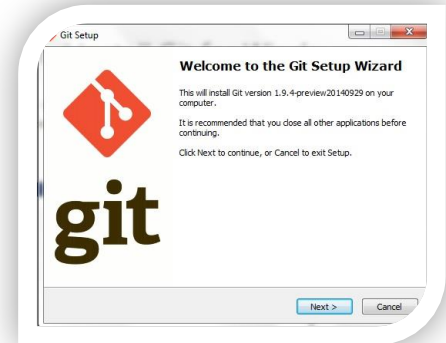 Git Setup
Welcome to the Git Setup Wizard
This will install Git version 1.9.4-preview20140929 on your
computer.
It is recommended that you close all other applications before
continuing.
Click Next to continue, or Cancel to exit Setup.
git
Next >
Cancel